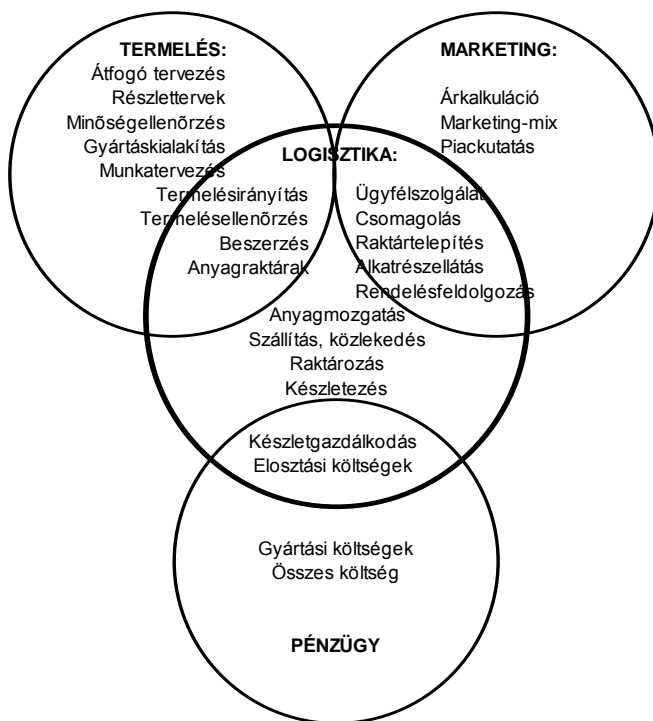 TERMELÉS:
Átfogó tervezés
Részlettervek
Minõségellenõrzés
Gyártáskialakítás
Munkatervezés
MARKETING:
Árkalkuláció
Marketing-mix
Piackutatás
LOGISZTIKA:
Termelésirányítás
Termelésellenõrzés
Beszerzés
Anyagraktárak
Ügyfélszolgálat
Csomagolás
Raktártelepítés
Alkatrészellátás
Rendelésfeldolgozás
Anyagmozgatás
Szállítás, közlekedés
Raktározás
Készletezés
Készletgazdálkodás
Elosztási költségek
Gyártási költségek
Összes költség
PÉNZÜGY